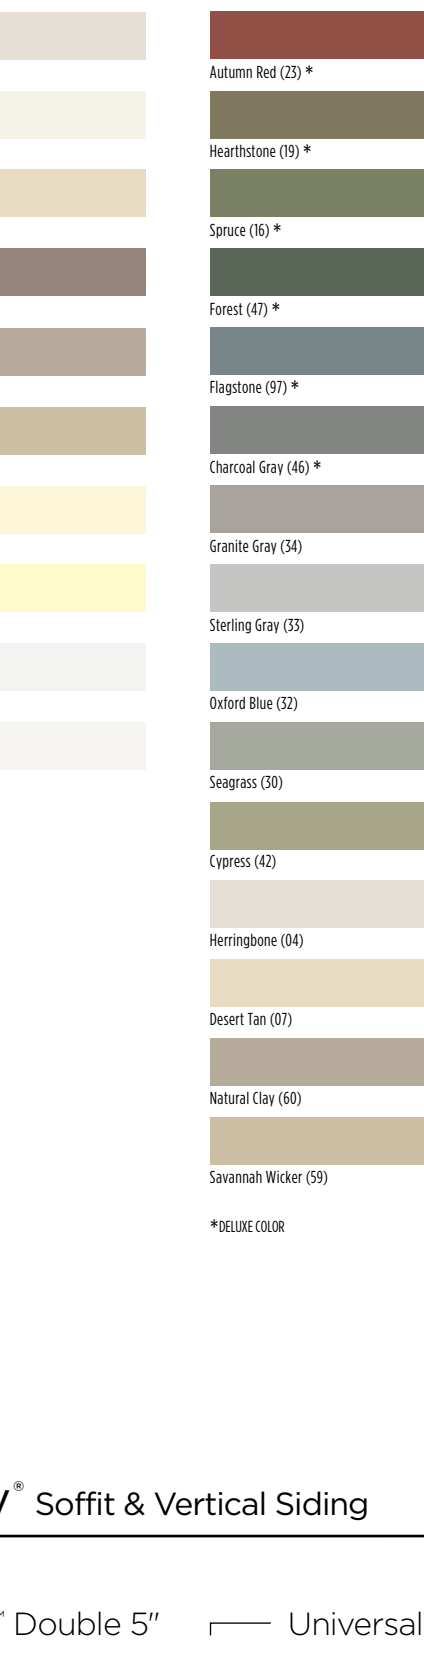 Autumn Red (23) *
Hearthstone (19) *
Spruce (16) *
Forest (47) *
Flagstone (97) *
Charcoal Gray (46) *
Granite Gray (34)
Sterling Gray (33)
Oxford Blue (32)
Seagrass (30)
Cypress (42)
Herringbone (04)
Desert Tan (07)
Natural Clay (60)
Savannah Wicker (59)
*DELUXE COLOR
® Soffit & Vertical Siding
™ Double 5" Universal